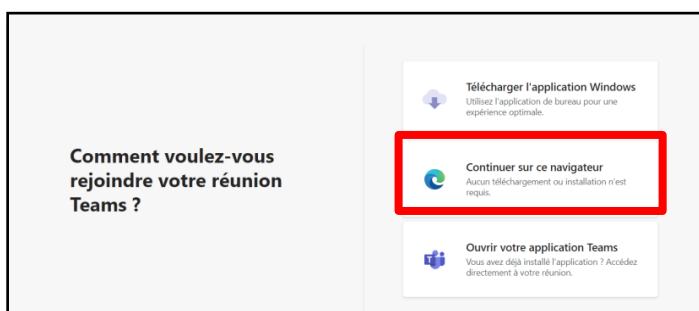 Comment voulez-vous
rejoindre votre réunion
Teams ?
Télécharger l'application Windows
Utilisez l'application de bureau pour une
expérience optimale.
Continuer sur ce navigateur
Aucun téléchargement ou installation n'est
requis.
Ouvrir votre application Teams
Vous avez déjà installé l'application ? Accédez
directement à votre réunion.